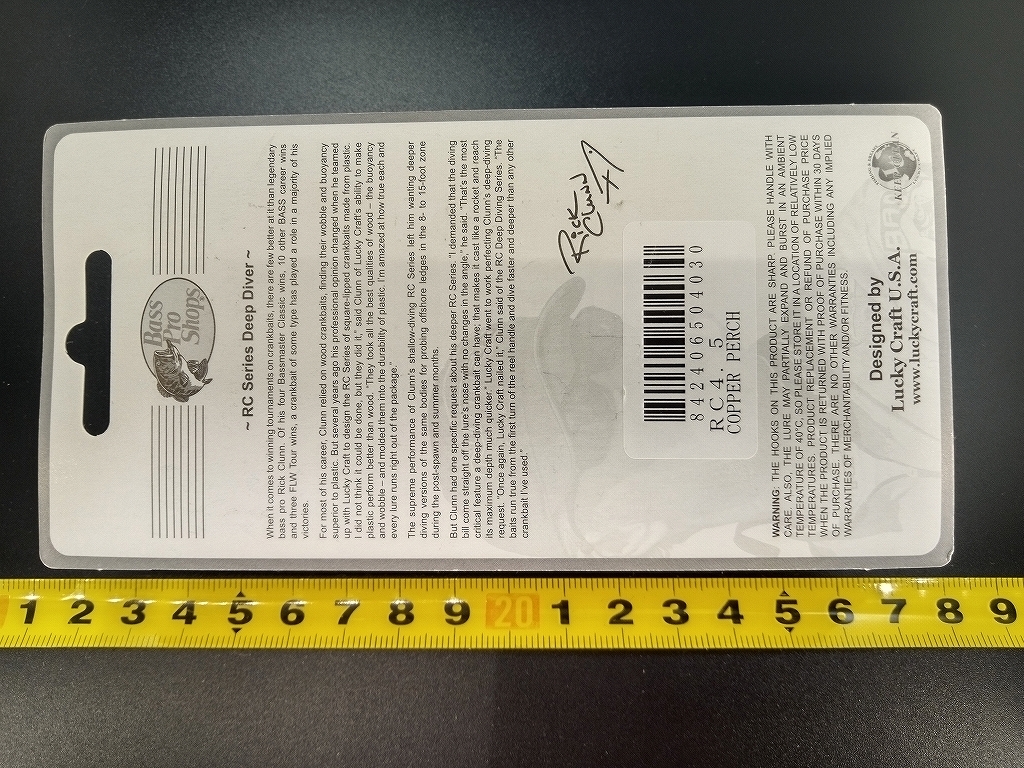 Bass
Pro
Shops
~ RC Series Deep Diver ~
When it comes to winning tournaments on crankbaits, there are few better at it than legendary
bass pro Rick Clunn. Of his four Bassmaster Classic wins, 10 other BASS career wins
and three FLW Tour wins, a crankbait of some type has played a role in a majority of his
victories.
For most of his career, Clunn relied on wood crankbaits, finding their wobble and buoyancy
superior to plastic. But several years ago his professional opinion changed when he teamed
up with Lucky Craft to design the RC Series of square-lipped crankbaits made from plastic.
I did not think it could be done, but they did it," said Clunn of Lucky Craft's ability to make
plastic perform better than wood. "They took all the best qualities of wood – the buoyancy
and wobble – and molded them into the durability of plastic. I'm amazed at how true each and
every lure runs right out of the package."
The supreme performance of Clunn's shallow-diving RC Series left him wanting deeper
diving versions of the same bodies for probing offshore ledges in the 8- to 15-foot zone
during the post-spawn and summer months.
But Clunn had one specific request about his deeper RC Series. "I demanded that the diving
bill come straight off the lure's nose with no changes in the angle," he said. "That's the most
critical feature a deep-diving crankbait can have; that makes it cast like a rocket and reach
its maximum depth much quicker." Lucky Craft went to work perfecting Clunn's deep-diving
request. "Once again, Lucky Craft nailed it," Clunn said of the RC Deep Diving Series. "The
baits run true from the first turn of the reel handle and dive faster and deeper than any other
crankbait I've used."
Rick
Clunn
82406504030
RC4.5
COPPER PERCH
WARNING: THE HOOKS ON THIS PRODUCT ARE SHARP. PLEASE HANDLE WITH
CARE. ALSO, THE LURE MAY PARTIALLY EXPAND AND BURST IN AN AMBIENT
TEMPERATURE OF 40°C, SO PLEASE STORE IT IN A LOCATION OF RELATIVELY LOW
TEMPERATURES. PRODUCT REPLACEMENT OR REFUND OF PURCHASE PRICE
WHEN THE PRODUCT IS RETURNED WITH PROOF OF PURCHASE WITHIN 30 DAYS
OF PURCHASE. THERE ARE NO OTHER WARRANTIES INCLUDING ANY IMPLIED
WARRANTIES OF MERCHANTABILITY AND/OR FITNESS.
Designed by
Lucky Craft U.S.A.
www.luckycraft.com
1 2 3 4 5 6 7 8 9 20 1 2 3 4 5 6 7 8 9